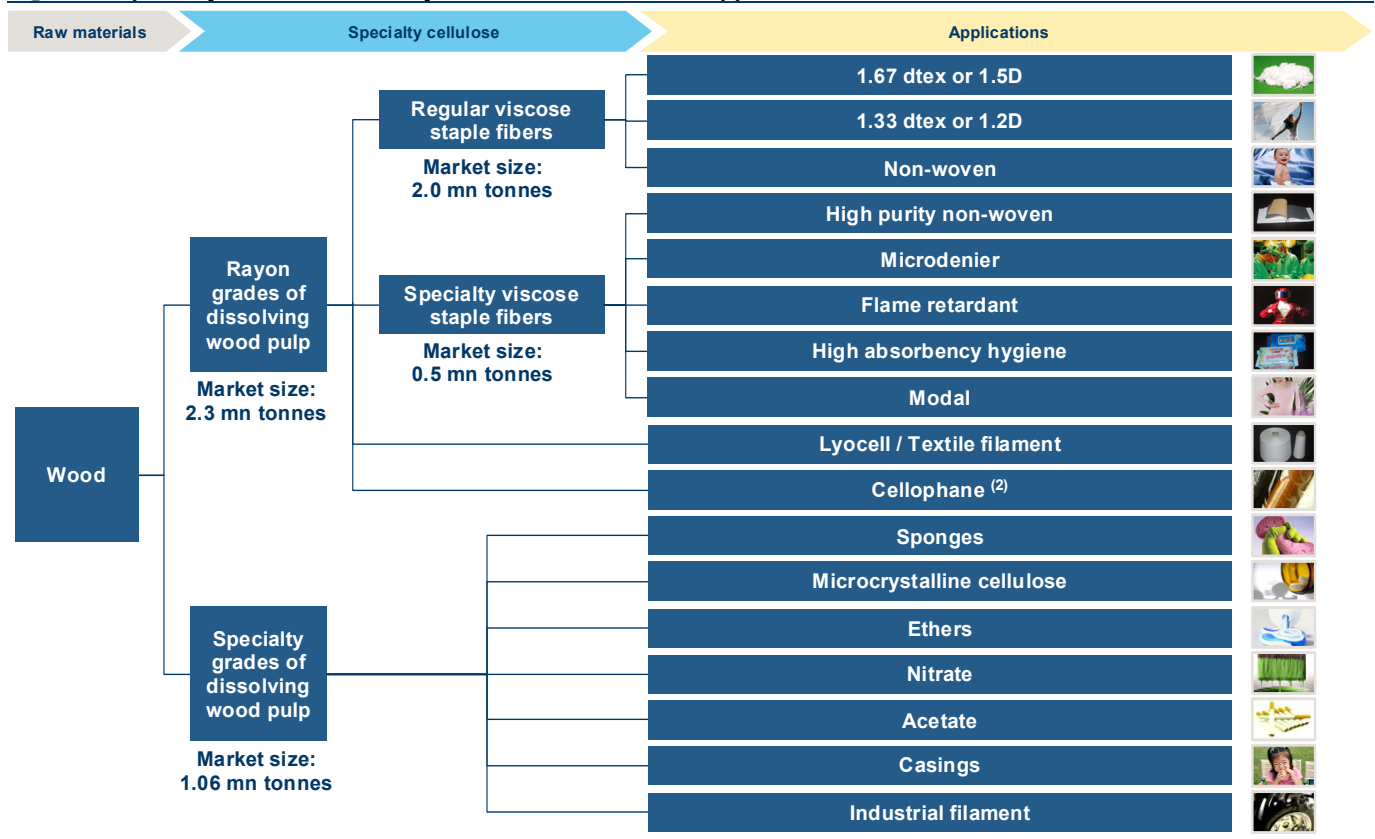 Raw materials
Specialty cellulose
Applications
1.67 dtex or 1.5D
Regular viscose
staple fibers
1.33 dtex or 1.2D
Market size:
2.0 mn tonnes
Non-woven
High purity non-woven
Rayon
grades of
dissolving
wood pulp
Microdenier
Specialty viscose
staple fibers
Flame retardant
Market size:
0.5 mn tonnes
High absorbency hygiene
Market size:
2.3 mn tonnes
Modal
Wood
Lyocell / Textile filament
Cellophane (2)
Sponges
Microcrystalline cellulose
Specialty
grades of
dissolving
wood pulp
Ethers
Nitrate
Acetate
Market size:
1.06 mn tonnes
Casings
Industrial filament